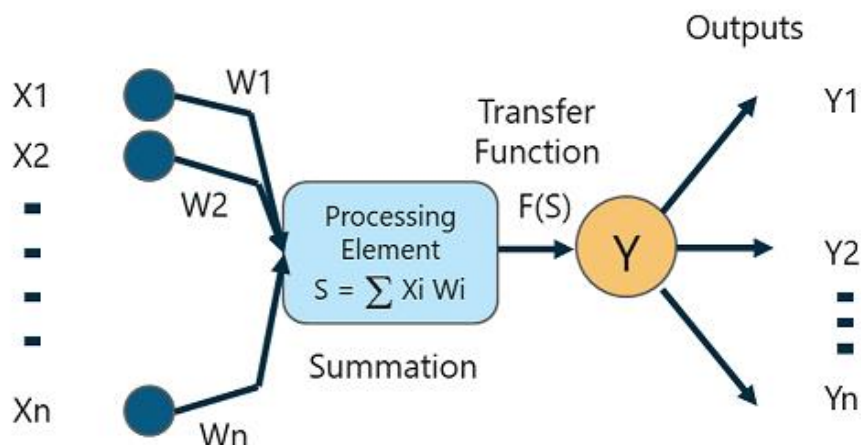 Outputs
X1
W1
Y1
Transfer
Function
X2
W2
F(S)
Processing
Element
S = ∑ Xi Wi
Y
Y2
Summation
Xn
Wn
Yn